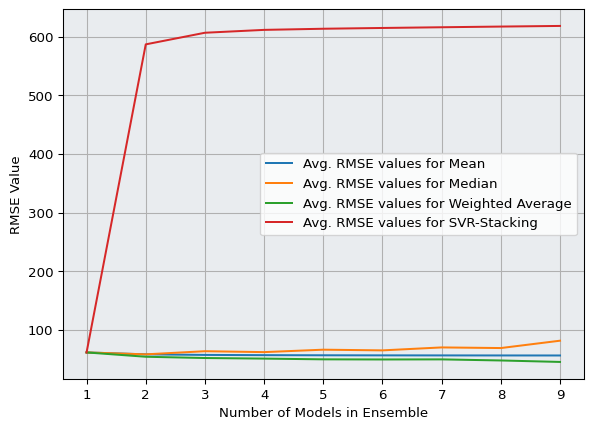 600
500
400
300
200
100
RMSE Value
Avg. RMSE values for Mean
Avg. RMSE values for Median
Avg. RMSE values for Weighted Average
Avg. RMSE values for SVR-Stacking
1 2 3 4 5 6 7 8 9
Number of Models in Ensemble